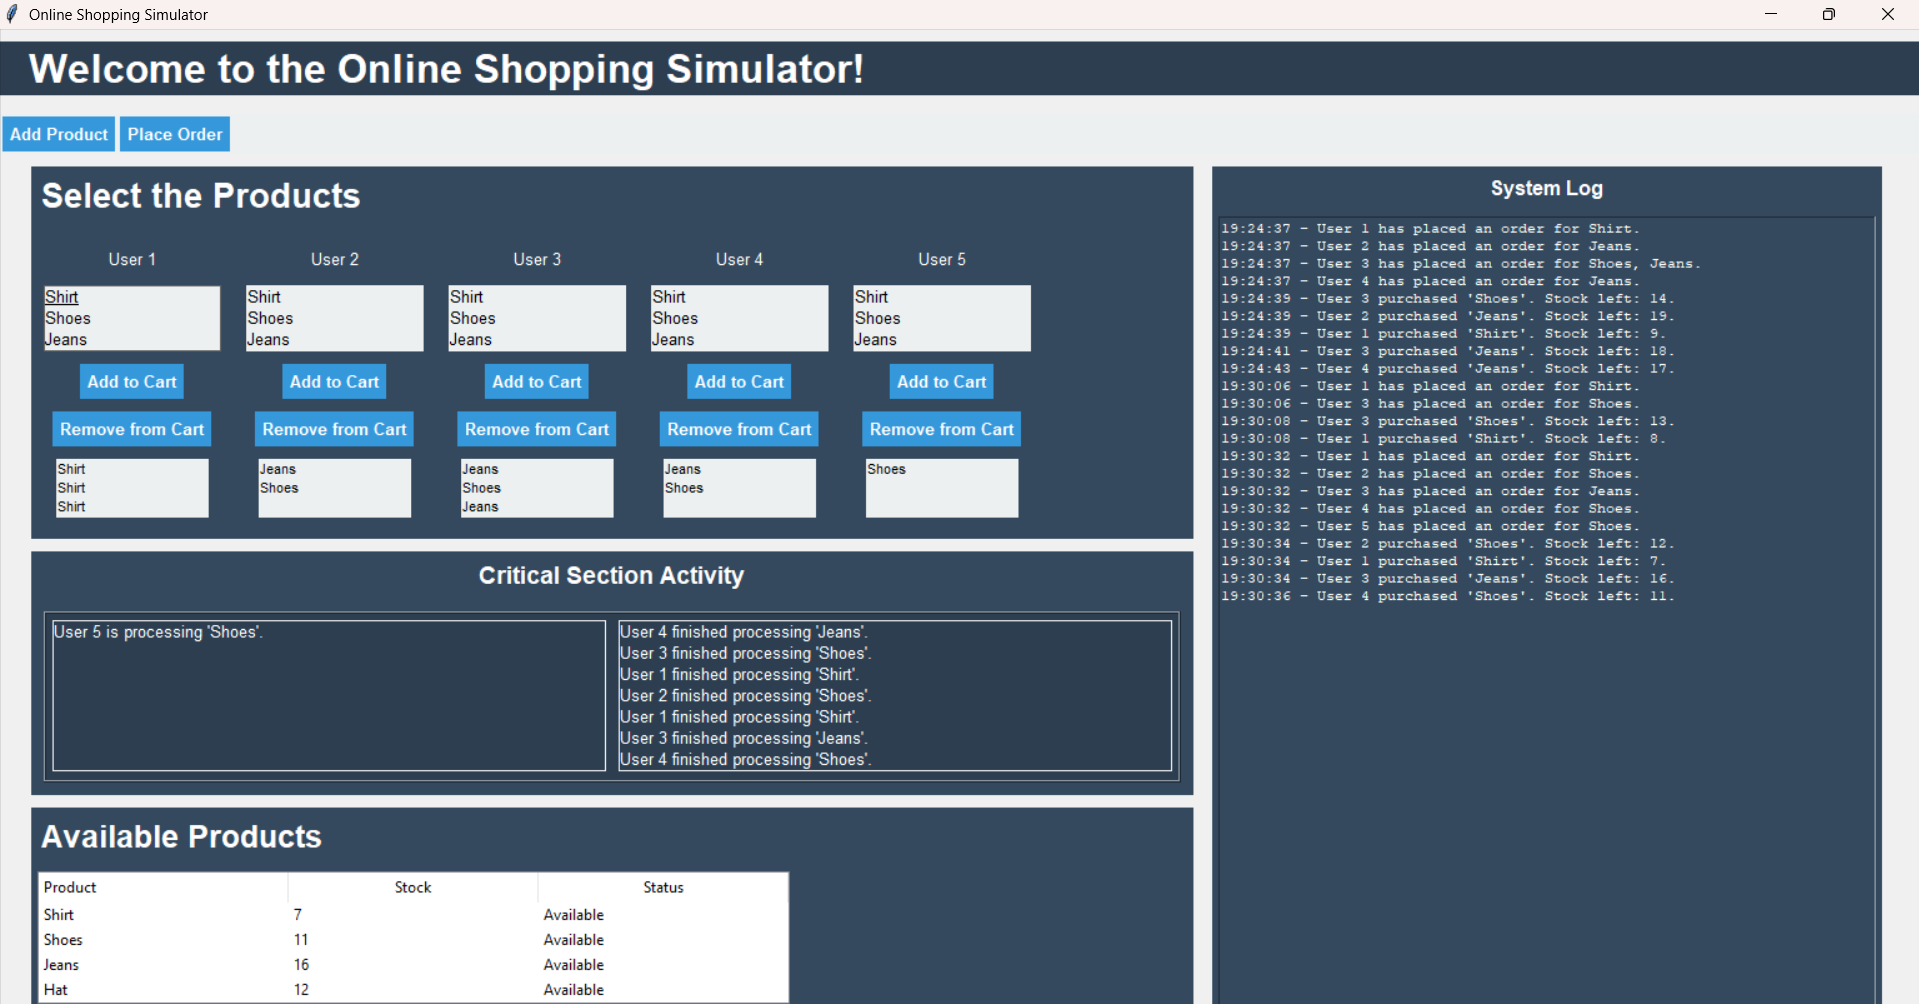 Online Shopping Simulator
Welcome to the Online Shopping Simulator!
Add Product Place Order
Select the Products
User 1 User 2 User 3 User 4 User 5
Shirt Shirt Shirt Shirt Shirt
Shoes Shoes Shoes Shoes Shoes
Jeans Jeans Jeans Jeans Jeans
Add to Cart Add to Cart Add to Cart Add to Cart Add to Cart
Remove from Cart Remove from Cart Remove from Cart Remove from Cart Remove from Cart
Shirt Jeans Jeans Jeans Shoes
Shirt Shoes Shoes Shoes
Shirt Jeans
Critical Section Activity
User 5 is processing 'Shoes'.
User 4 finished processing 'Jeans'.
User 3 finished processing 'Shoes'.
User 1 finished processing 'Shirt'.
User 2 finished processing 'Shoes'.
User 1 finished processing 'Shirt'.
User 3 finished processing 'Jeans'.
User 4 finished processing 'Shoes'.
Available Products
Product Stock Status
Shirt 7 Available
Shoes 11 Available
Jeans 16 Available
Hat 12 Available
System Log
19:24:37 - User 1 has placed an order for Shirt.
19:24:37 - User 2 has placed an order for Jeans.
19:24:37 - User 3 has placed an order for Shoes, Jeans.
19:24:37 - User 4 has placed an order for Jeans.
19:24:39 - User 3 purchased 'Shoes'. Stock left: 14.
19:24:39 - User 2 purchased 'Jeans'. Stock left: 19.
19:24:39 - User 1 purchased 'Shirt'. Stock left: 9.
19:24:41 - User 3 purchased 'Jeans'. Stock left: 18.
19:24:43 - User 4 purchased 'Jeans'. Stock left: 17.
19:30:06 - User 1 has placed an order for Shirt.
19:30:06 - User 3 has placed an order for Shoes.
19:30:08 - User 3 purchased 'Shoes'. Stock left: 13.
19:30:08 - User 1 purchased 'Shirt'. Stock left: 8.
19:30:32 - User 1 has placed an order for Shirt.
19:30:32 - User 2 has placed an order for Shoes.
19:30:32 - User 3 has placed an order for Jeans.
19:30:32 - User 4 has placed an order for Shoes.
19:30:32 - User 5 has placed an order for Shoes.
19:30:34 - User 2 purchased 'Shoes'. Stock left: 12.
19:30:34 - User 1 purchased 'Shirt'. Stock left: 7.
19:30:34 - User 3 purchased 'Jeans'. Stock left: 16.
19:30:36 - User 4 purchased 'Shoes'. Stock left: 11.